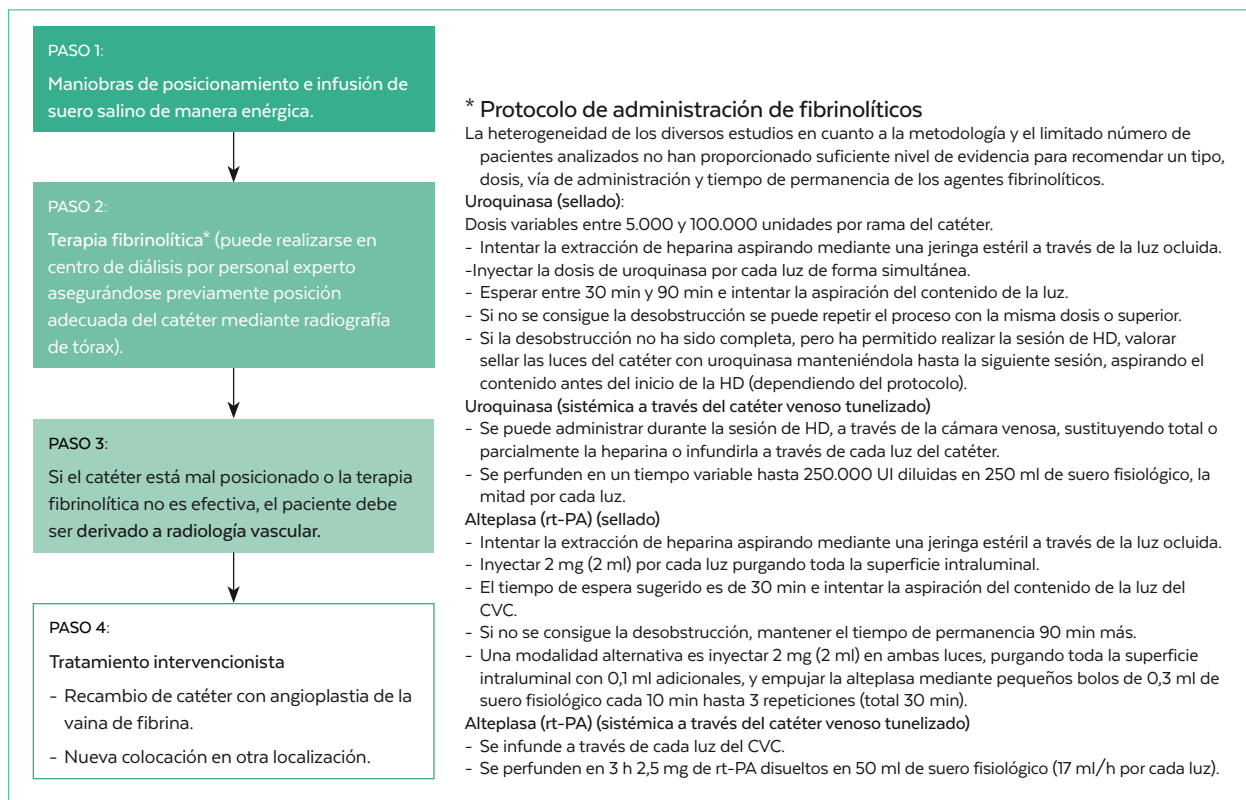 PASO 1:
Maniobras de posicionamiento e infusión de
suero salino de manera enérgica.
PASO 2:
Terapia fibrinolítica* (puede realizarse en
centro de diálisis por personal experto
asegurándose previamente posición
adecuada del catéter mediante radiografía
de tórax).
PASO 3:
Si el catéter está mal posicionado o la terapia
fibrinolítica no es efectiva, el paciente debe
ser derivado a radiología vascular.
PASO 4:
Tratamiento intervencionista
- Recambio de catéter con angioplastia de la
vaina de fibrina.
- Nueva colocación en otra localización.
* Protocolo de administración de fibrinolíticos
La heterogeneidad de los diversos estudios en cuanto a la metodología y el limitado número de
pacientes analizados no han proporcionado suficiente nivel de evidencia para recomendar un tipo,
dosis, vía de administración y tiempo de permanencia de los agentes fibrinolíticos.
Uroquinasa (sellado):
Dosis variables entre 5.000 y 100.000 unidades por rama del catéter.
- Intentar la extracción de heparina aspirando mediante una jeringa estéril a través de la luz ocluida.
-Inyectar la dosis de uroquinasa por cada luz de forma simultánea.
- Esperar entre 30 min y 90 min e intentar la aspiración del contenido de la luz.
- Si no se consigue la desobstrucción se puede repetir el proceso con la misma dosis o superior.
- Si la desobstrucción no ha sido completa, pero ha permitido realizar la sesión de HD, valorar
sellar las luces del catéter con uroquinasa manteniéndola hasta la siguiente sesión, aspirando el
contenido antes del inicio de la HD (dependiendo del protocolo).
Uroquinasa (sistémica a través del catéter venoso tunelizado)
- Se puede administrar durante la sesión de HD, a través de la cámara venosa, sustituyendo total o
parcialmente la heparina o infundirla a través de cada luz del catéter.
- Se perfunden en un tiempo variable hasta 250.000 UI diluidas en 250 ml de suero fisiológico, la
mitad por cada luz.
Alteplasa (rt-PA) (sellado)
- Intentar la extracción de heparina aspirando mediante una jeringa estéril a través de la luz ocluida.
- Inyectar 2 mg (2 ml) por cada luz purgando toda la superficie intraluminal.
- El tiempo de espera sugerido es de 30 min e intentar la aspiración del contenido de la luz del
CVC.
- Si no se consigue la desobstrucción, mantener el tiempo de permanencia 90 min más.
- Una modalidad alternativa es inyectar 2 mg (2 ml) en ambas luces, purgando toda la superficie
intraluminal con 0,1 ml adicionales, y empujar la alteplasa mediante pequeños bolos de 0,3 ml de
suero fisiológico cada 10 min hasta 3 repeticiones (total 30 min).
Alteplasa (rt-PA) (sistémica a través del catéter venoso tunelizado)
- Se infunde a través de cada luz del CVC.
- Se perfunden en 3 h 2,5 mg de rt-PA disueltos en 50 ml de suero fisiológico (17 ml/h por cada luz).